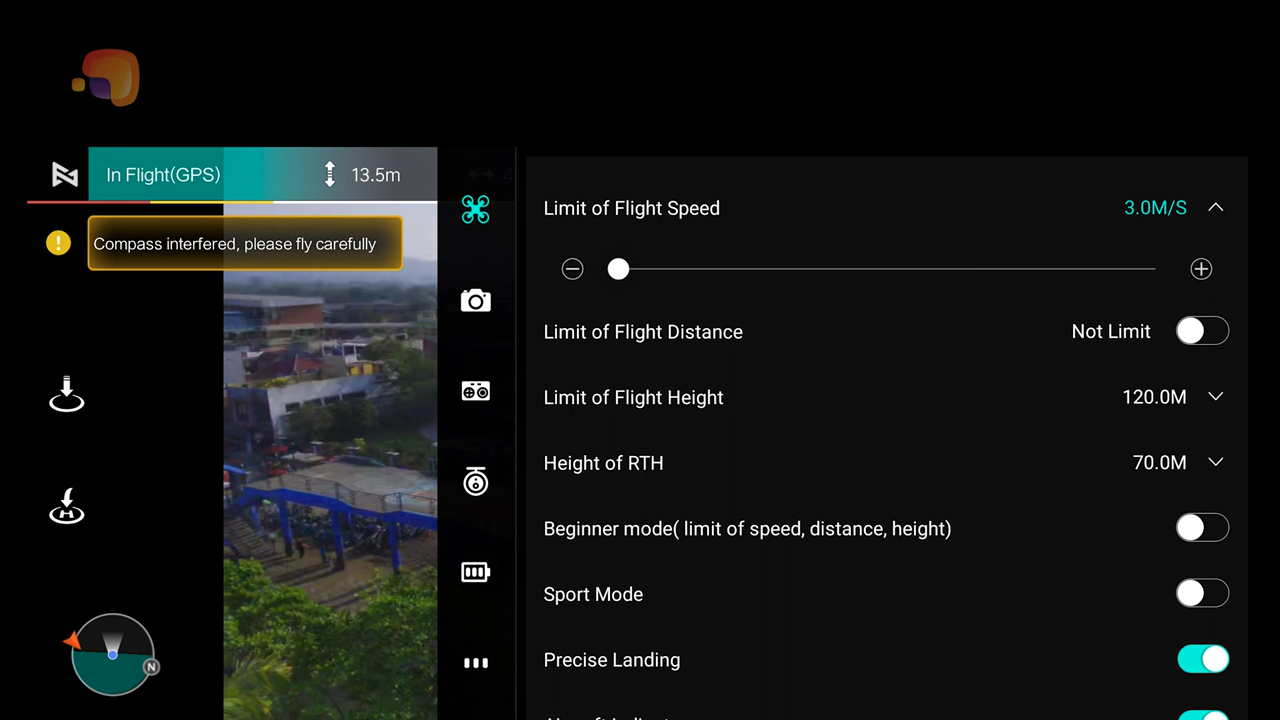 In Flight(GPS)
13.5m
Compass interfered, please fly carefully
N
Limit of Flight Speed
3.0M/S
Limit of Flight Distance
Not Limit
Limit of Flight Height
120.0M
Height of RTH
70.0M
Beginner mode( limit of speed, distance, height)
Sport Mode
Precise Landing